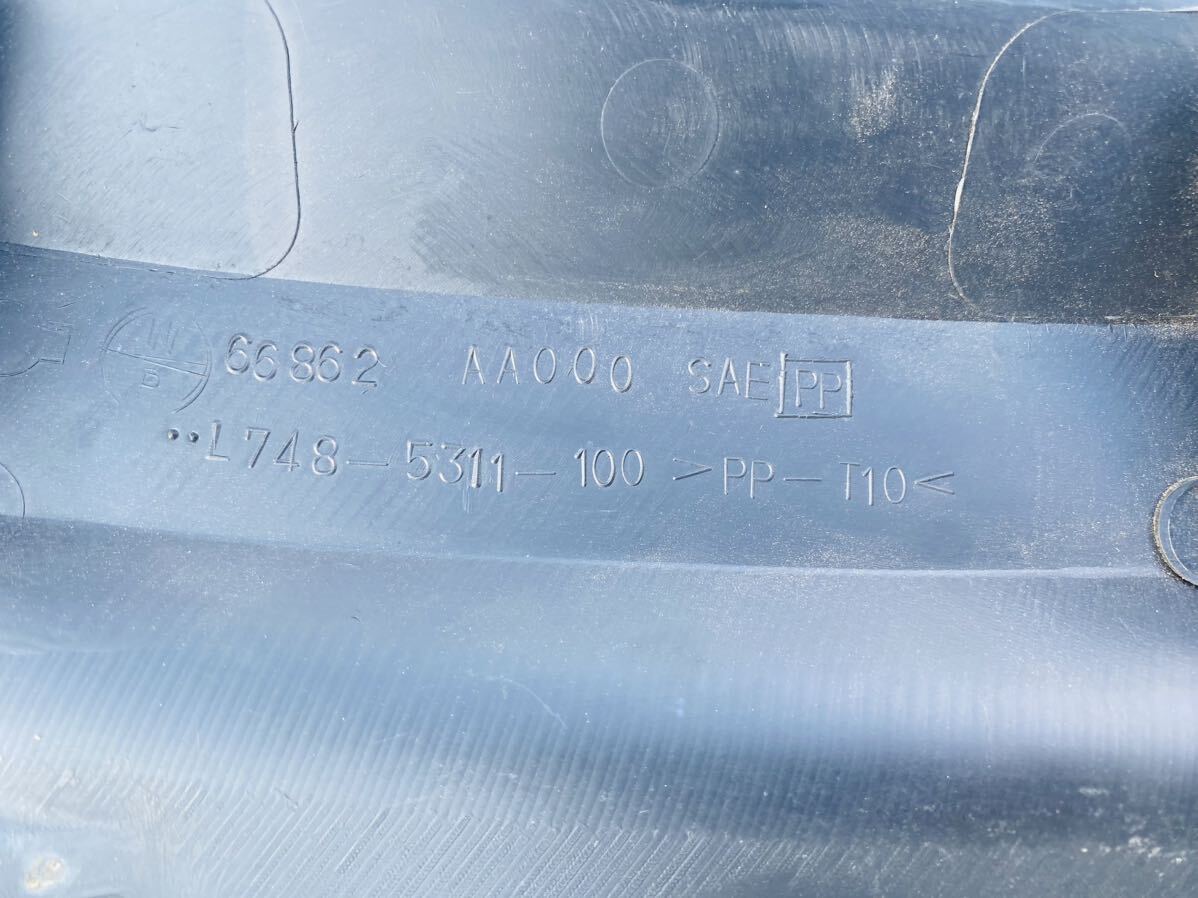 66862 AA000 SAE PP
••L748-5311-100 >PP-T10<
B